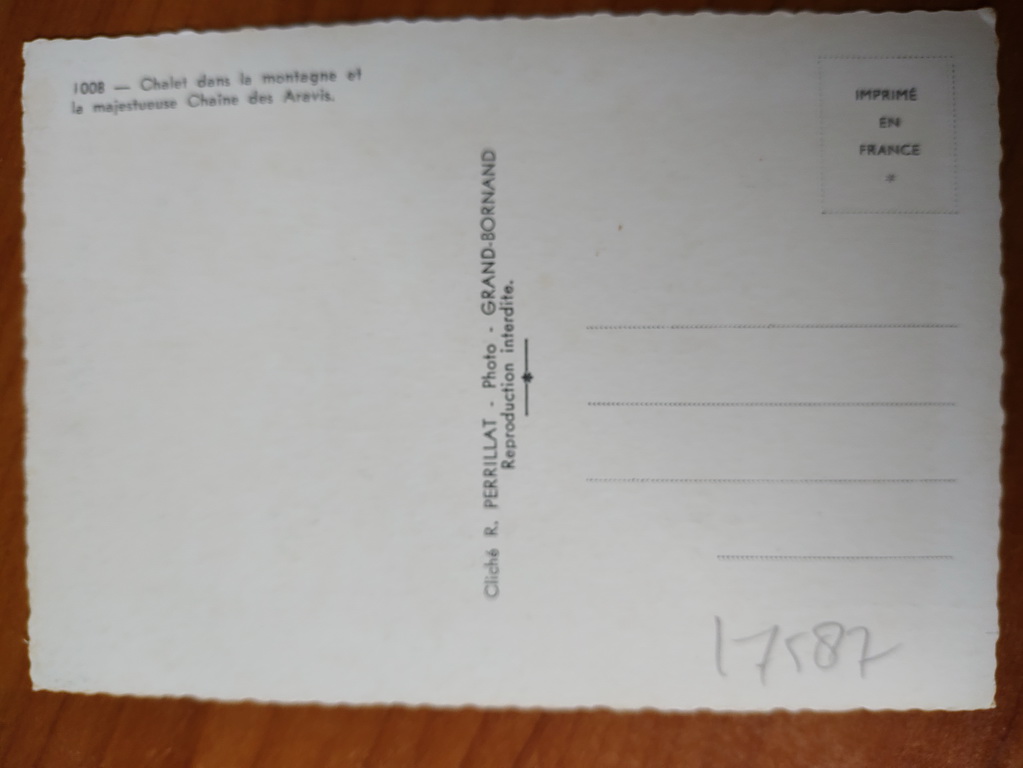 1008 — Chalet dans la montagne et
la majestueuse Chaîne des Aravis.
Cliché R. PERRILLAT - Photo - GRAND-BORNAND
Reproduction interdite.
IMPRIMÉ
EN
FRANCE
*
17587